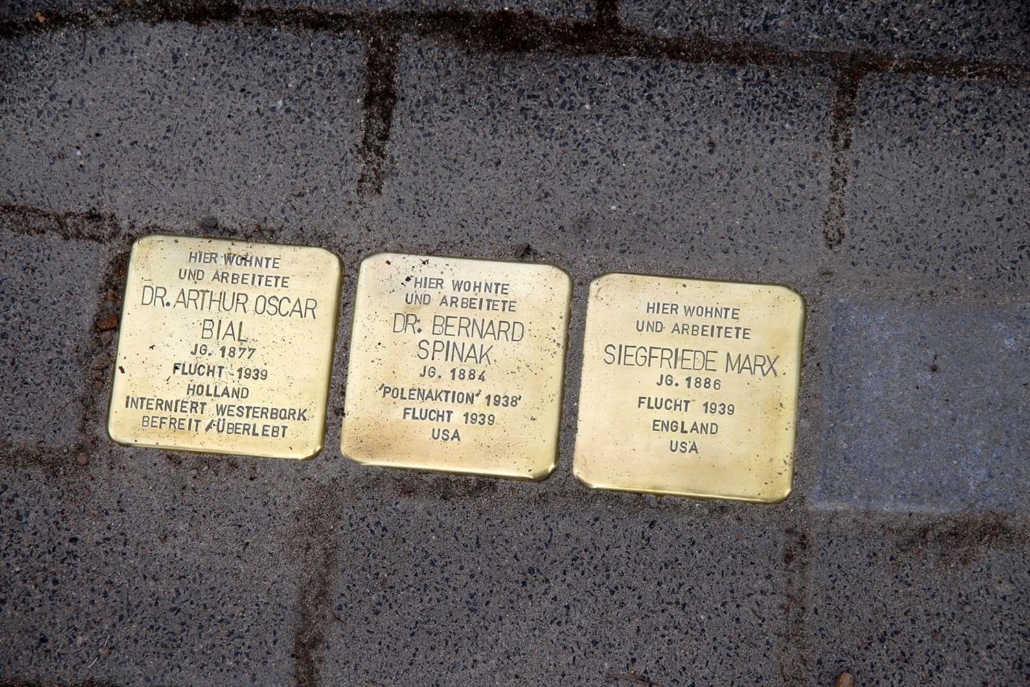 HIER WOHNTE
UND ARBEITETE
DR. ARTHUR OSCAR
BIAL
JG. 1877
FLUCHT 1939
HOLLAND
INTERNIERT WESTERBORK
BEFREIT / ÜBERLEBT
HIER WOHNTE
UND ARBEITETE
DR. BERNARD
SPINAK
JG. 1884
'POLENAKTION' 1938
FLUCHT 1939
USA
HIER WOHNTE
UND ARBEITETE
SIEGFRIEDE MARX
JG. 1886
FLUCHT 1939
ENGLAND
USA